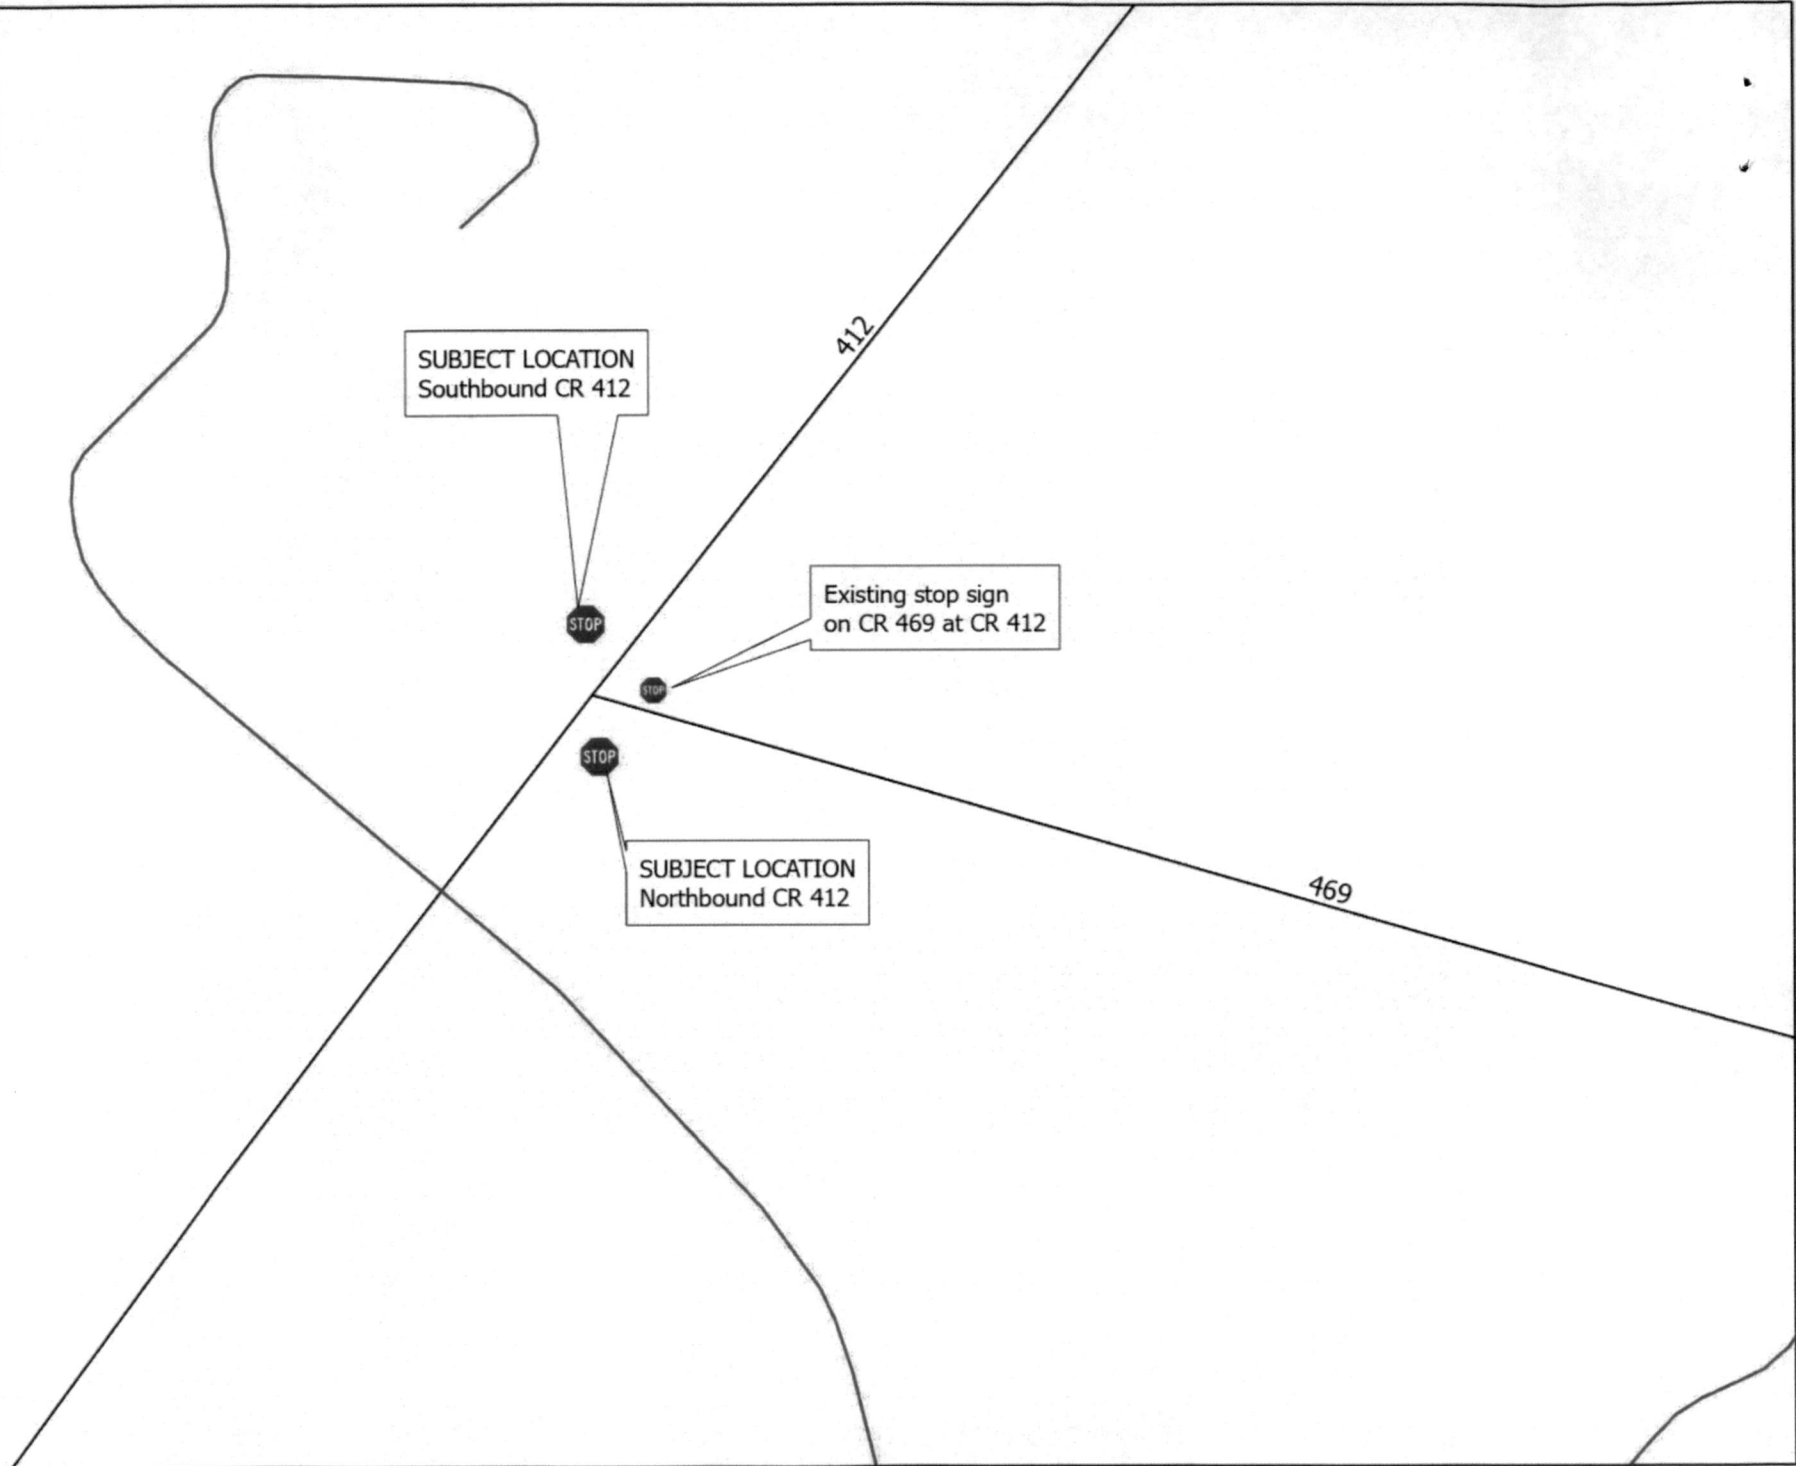 412
SUBJECT LOCATION
Southbound CR 412
Existing stop sign
on CR 469 at CR 412
STOP
STOP
STOP
SUBJECT LOCATION
Northbound CR 412
469